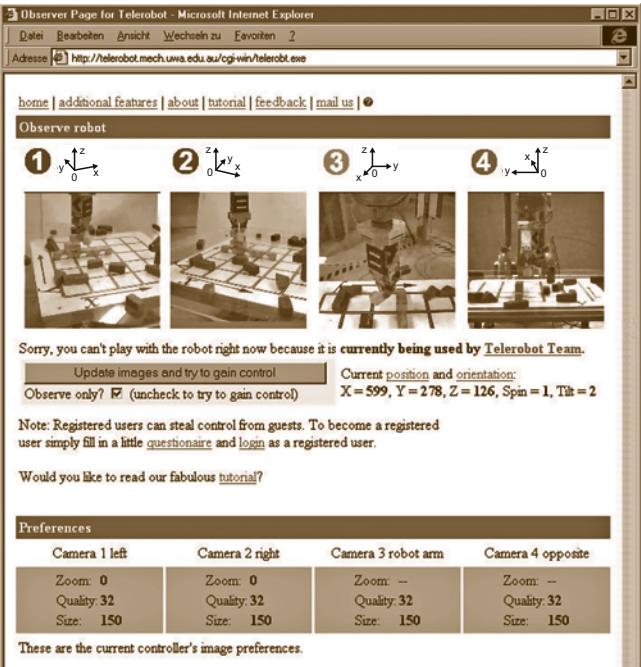 Observer Page for Telerobot - Microsoft Internet Explorer
Datei Bearbeiten Ansicht Wechseln zu Favoriten ?
Adresse http://telerobot.mech.uwa.edu.au/cgi-win/telerobt.exe
home | additional features | about | tutorial | feedback | mail us | ?
Observe robot
1 z y x 0 2 z y x 0 3 z y x 0 4 z x y 0
Sorry, you can't play with the robot right now because it is currently being used by Telerobot Team.
Update images and try to gain control
Observe only? (uncheck to try to gain control)
Current position and orientation:
X = 599, Y = 278, Z = 126, Spin = 1, Tilt = 2
Note: Registered users can steal control from guests. To become a registered
user simply fill in a little questionaire and login as a registered user.
Would you like to read our fabulous tutorial?
Preferences
Camera 1 left Camera 2 right Camera 3 robot arm Camera 4 opposite
Zoom: 0 Zoom: 0 Zoom: -- Zoom: --
Quality: 32 Quality: 32 Quality: 32 Quality: 32
Size: 150 Size: 150 Size: 150 Size: 150
These are the current controller's image preferences.